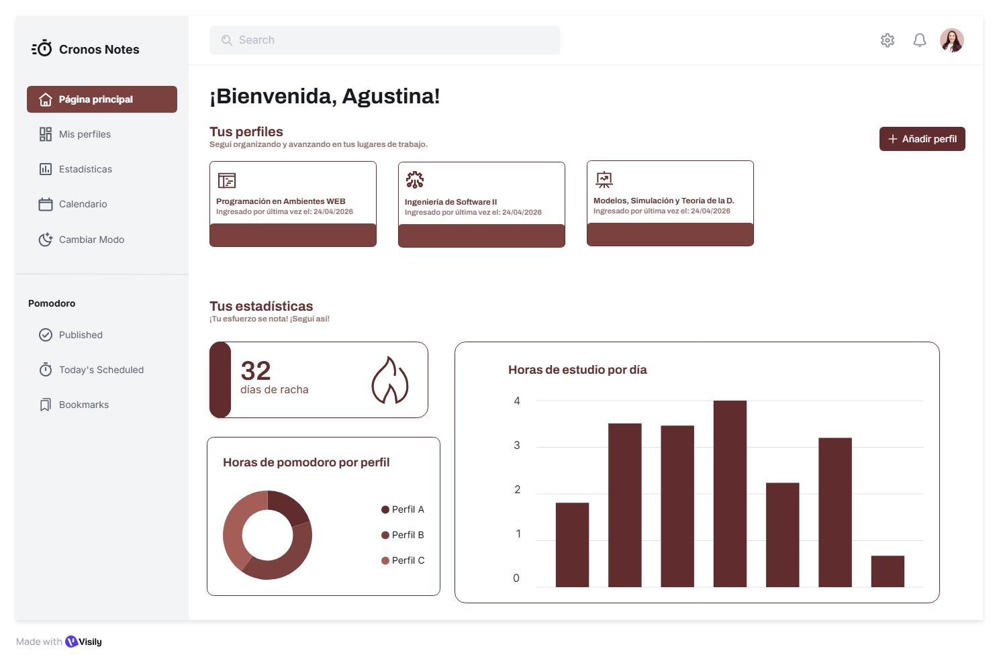 Cronos Notes
Search
Página principal
Mis perfiles
Estadísticas
Calendario
Cambiar Modo
Pomodoro
Published
Today's Scheduled
Bookmarks
¡Bienvenida, Agustina!
Tus perfiles
Seguí organizando y avanzando en tus lugares de trabajo.
Añadir perfil
Programación en Ambientes WEB
Ingresado por última vez el: 24/04/2026
Ingeniería de Software II
Ingresado por última vez el: 24/04/2026
Modelos, Simulación y Teoría de la D.
Ingresado por última vez el: 24/04/2026
Tus estadísticas
¡Tu esfuerzo se nota! ¡Seguí así!
32
días de racha
Horas de pomodoro por perfil
Perfil A
Perfil B
Perfil C
Horas de estudio por día
4
3
2
1
0
Made with Visily